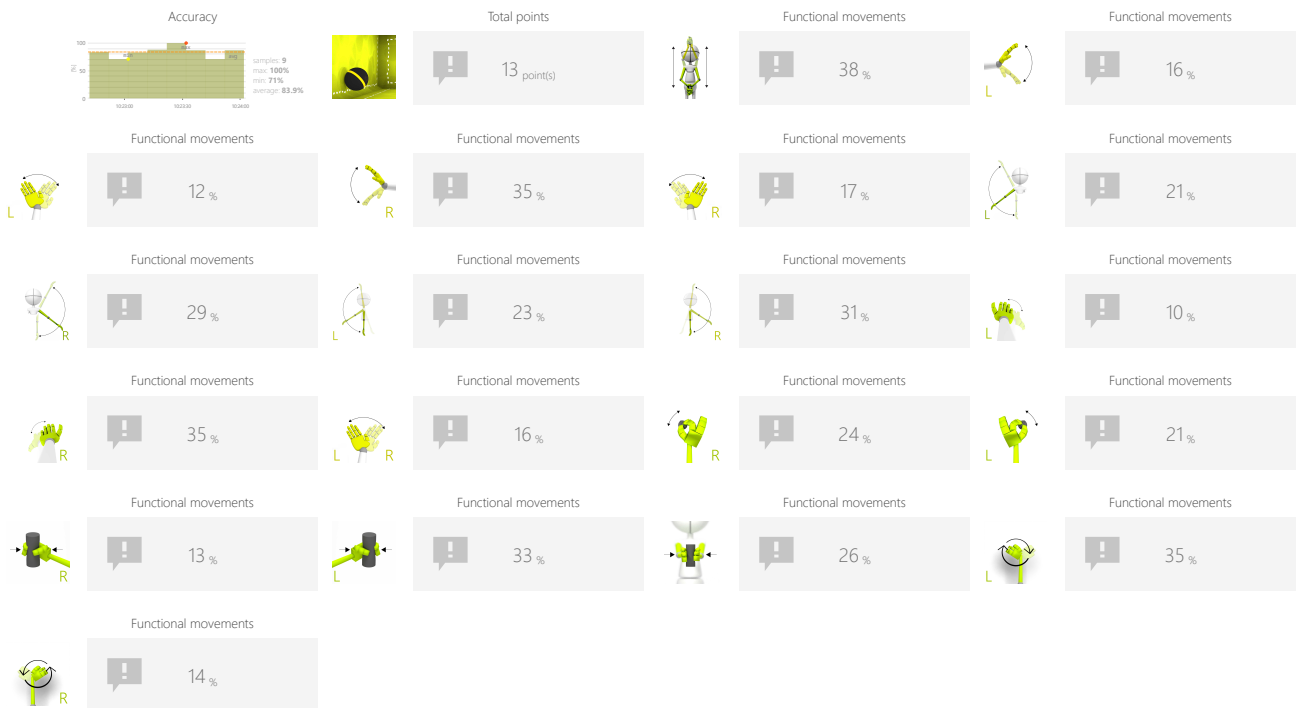 Accuracy
100
50
0
[%]
max
avg
10:23:00
10:23:30
10:24:00
samples: 9
max: 100%
min: 71%
average: 83.9%
Total points
13 point(s)
Functional movements
38 %
Functional movements
L
16 %
Functional movements
L
12 %
Functional movements
R
35 %
Functional movements
R
17 %
Functional movements
L
21 %
Functional movements
R
29 %
Functional movements
L
23 %
Functional movements
R
31 %
Functional movements
L
10 %
Functional movements
R
35 %
Functional movements
L R
16 %
Functional movements
R
24 %
Functional movements
L
21 %
Functional movements
R
13 %
Functional movements
L
33 %
Functional movements
26 %
Functional movements
L
35 %
Functional movements
R
14 %